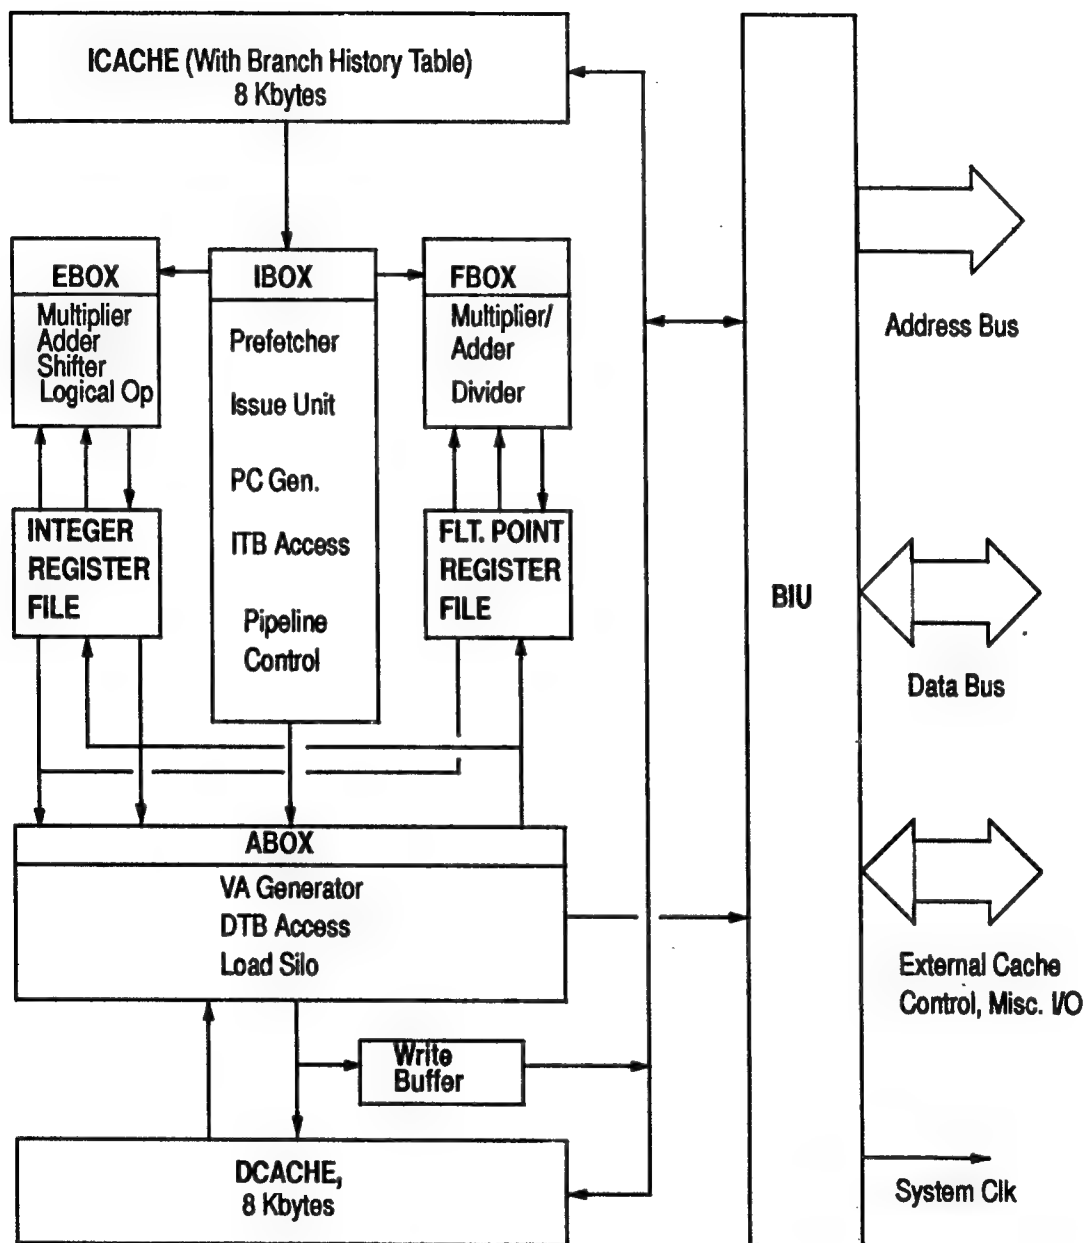 ICACHE (With Branch History Table)
8 Kbytes
EBOX
Multiplier
Adder
Shifter
Logical Op
IBOX
Prefetcher
Issue Unit
PC Gen.
ITB Access
Pipeline
Control
FBOX
Multiplier/
Adder
Divider
INTEGER
REGISTER
FILE
FLT. POINT
REGISTER
FILE
ABOX
VA Generator
DTB Access
Load Silo
Write
Buffer
DCACHE,
8 Kbytes
BIU
Address Bus
Data Bus
External Cache
Control, Misc. I/O
System Clk